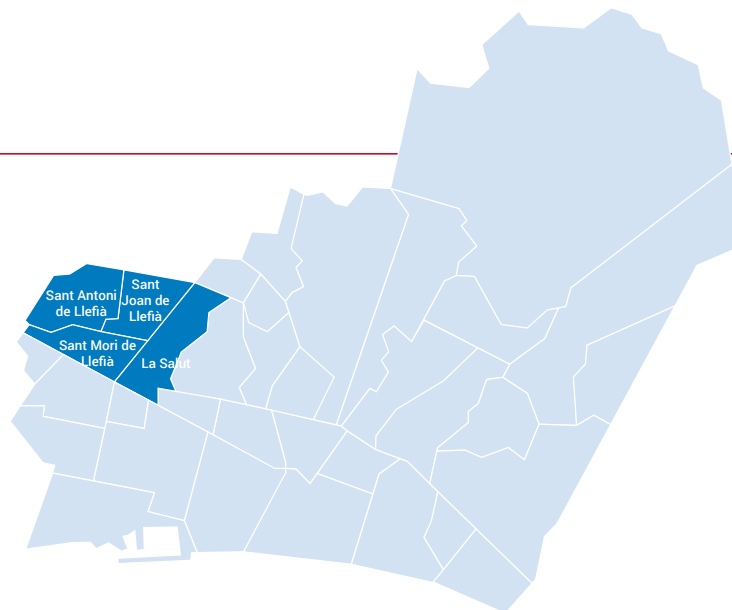 Sant Antoni
de Llefià
Sant
Joan de
Llefià
Sant Mori de
Llefià
La Salut